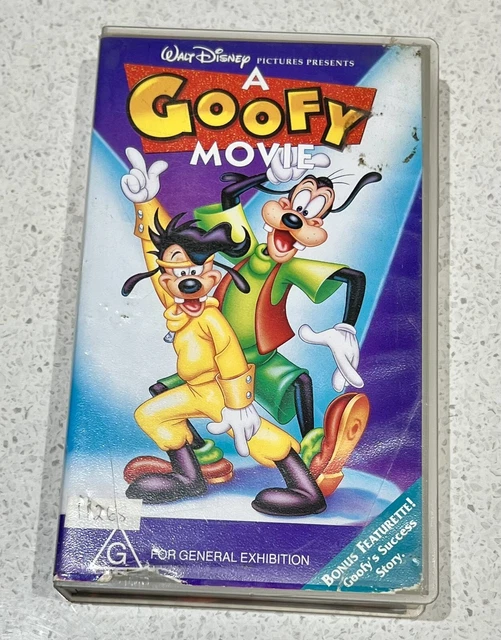 WALT DISNEY PICTURES PRESENTS
A
GOOFY
MOVIE
G
FOR GENERAL EXHIBITION
BONUS FEATURETTE!
Goofy's Success
Story.